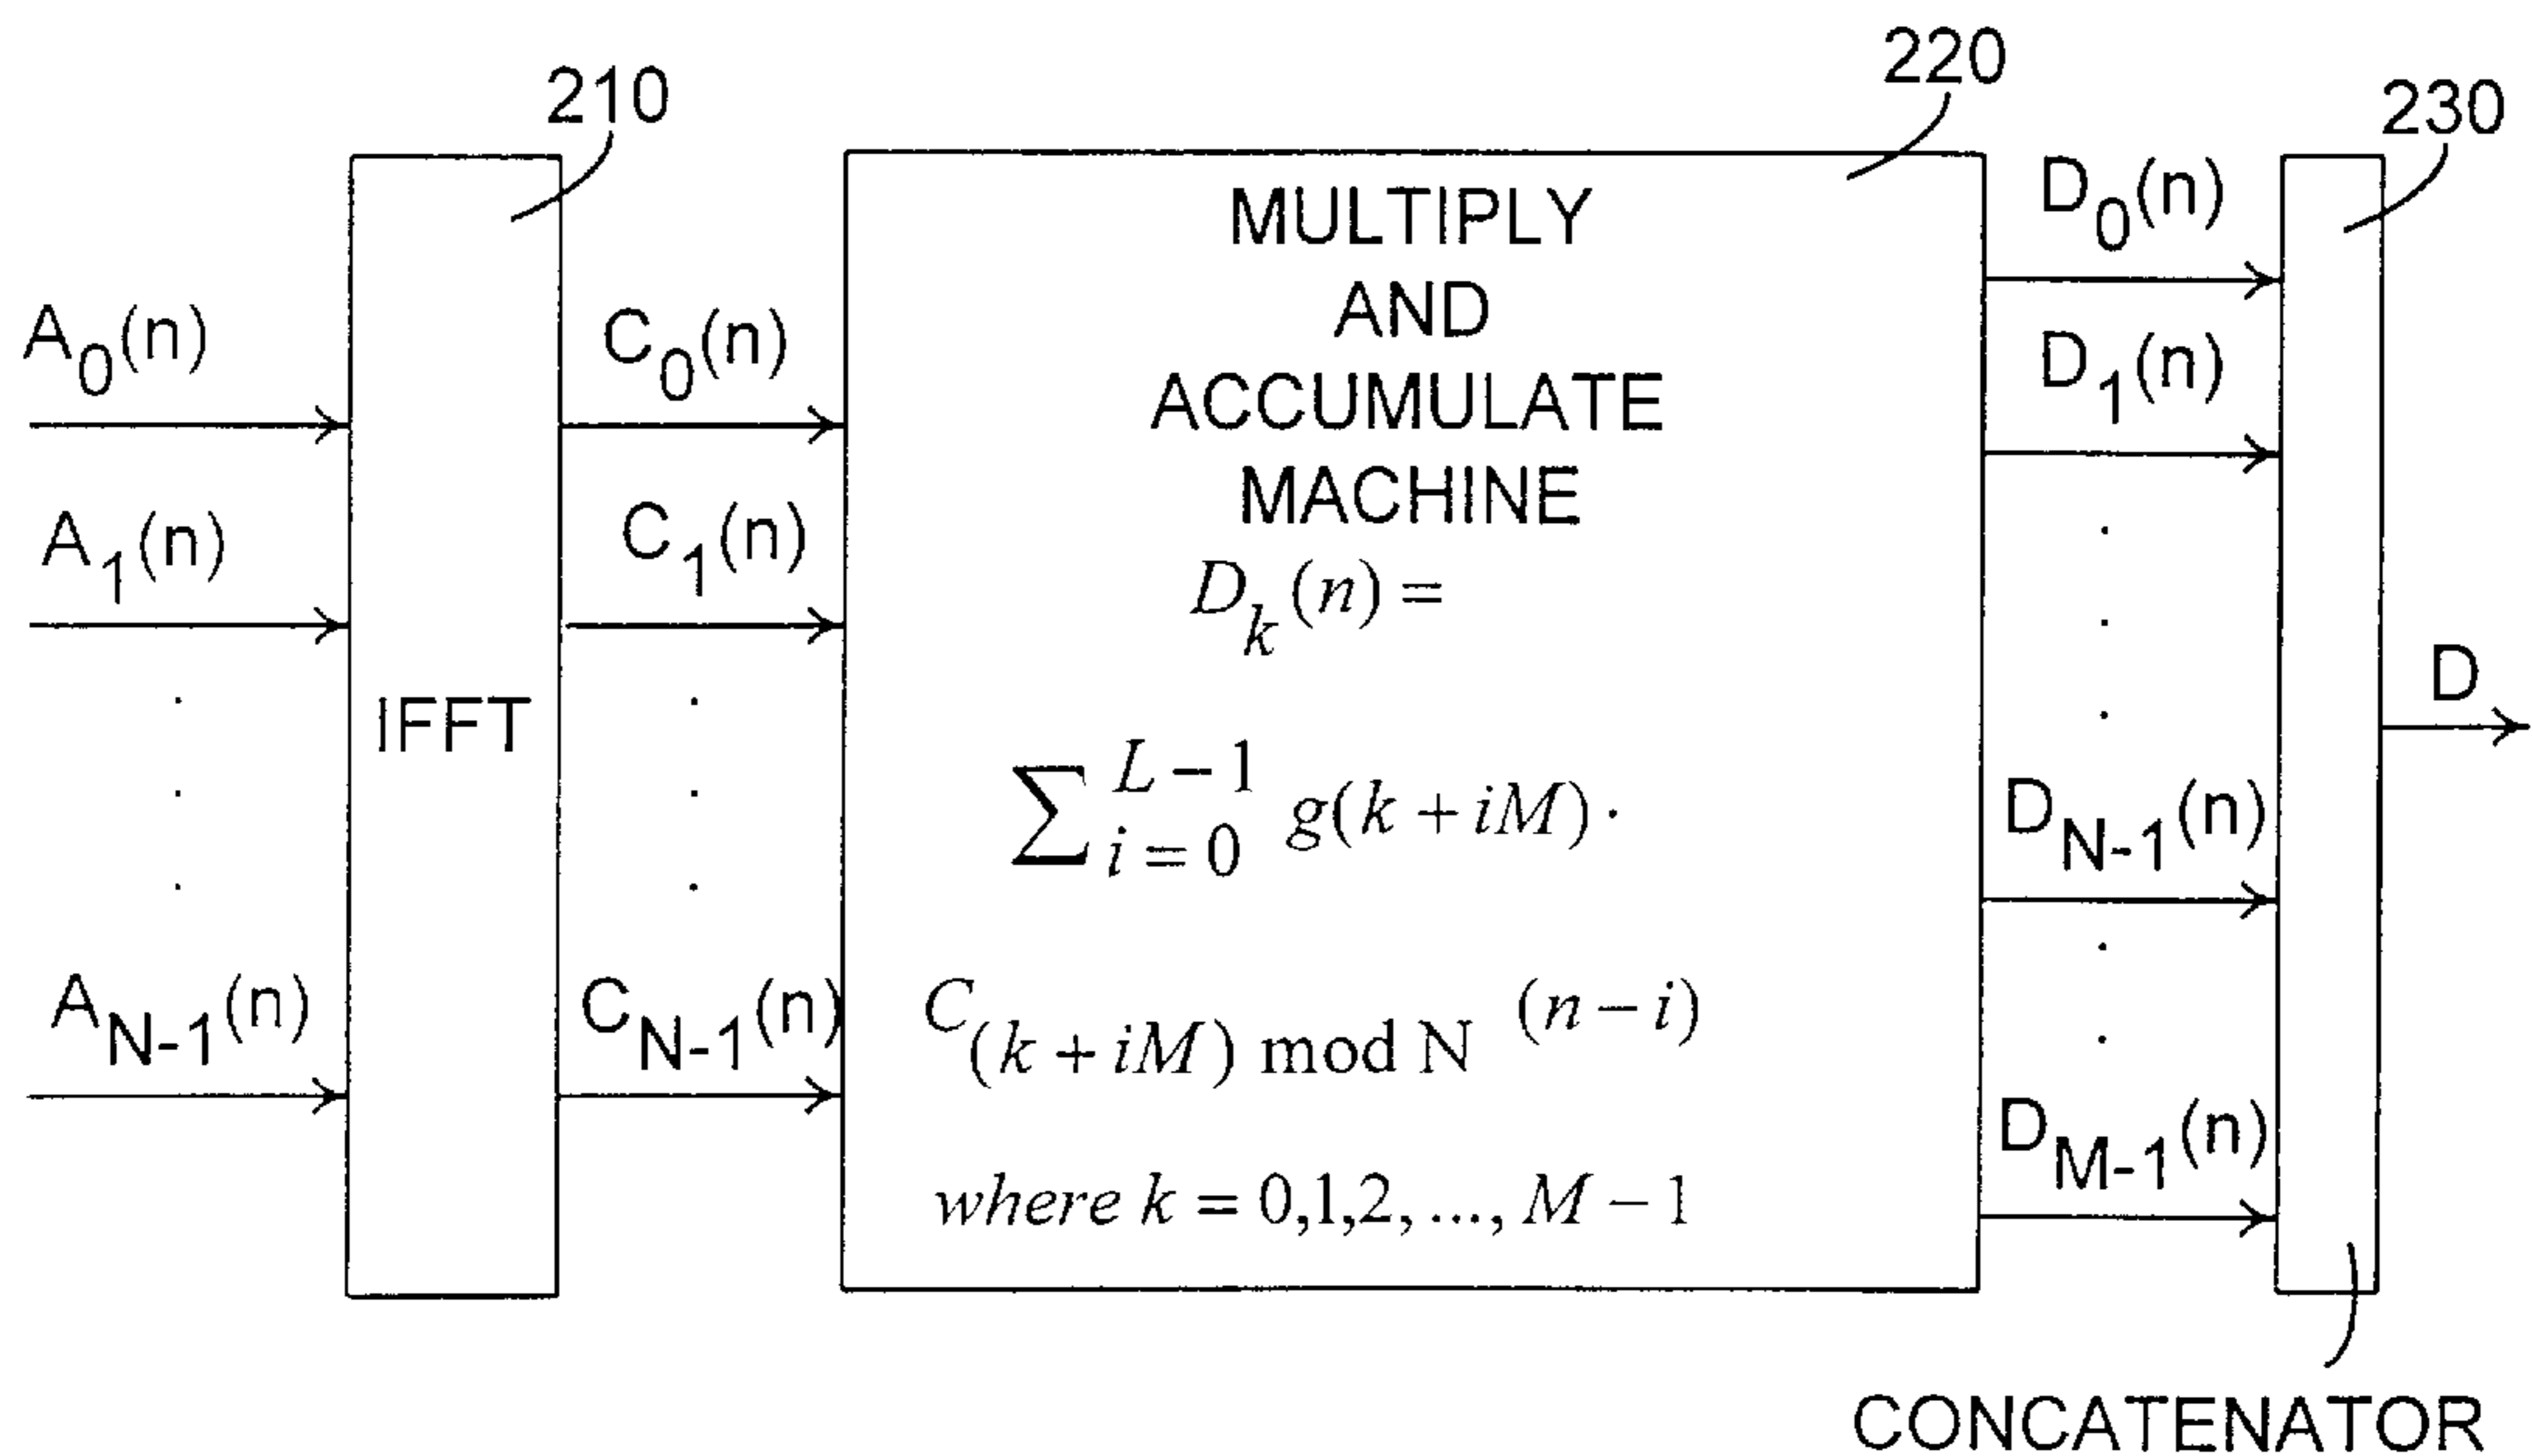 210
220
230
A0(n)
A1(n)
.
.
.
AN-1(n)
IFFT
C0(n)
C1(n)
.
.
.
CN-1(n)
MULTIPLY
AND
ACCUMULATE
MACHINE
Dk(n) =
∑ i = 0 L − 1 g(k + iM) ·
C(k + iM) mod N (n − i)
where k = 0,1,2, ..., M − 1
D0(n)
D1(n)
.
.
.
DN-1(n)
.
.
DM-1(n)
D
CONCATENATOR